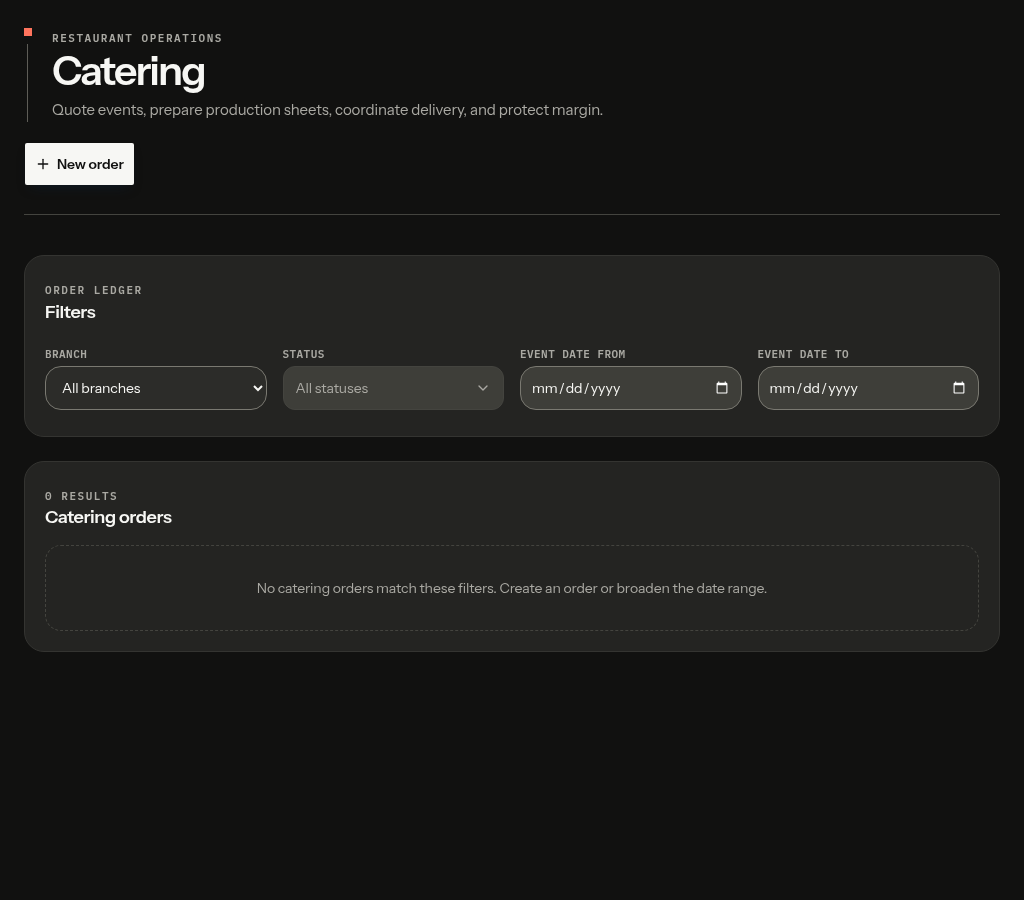 RESTAURANT OPERATIONS
Catering
Quote events, prepare production sheets, coordinate delivery, and protect margin.
New order
ORDER LEDGER
Filters
BRANCH STATUS EVENT DATE FROM EVENT DATE TO
All branches All statuses mm/dd/yyyy mm/dd/yyyy
0 RESULTS
Catering orders
No catering orders match these filters. Create an order or broaden the date range.